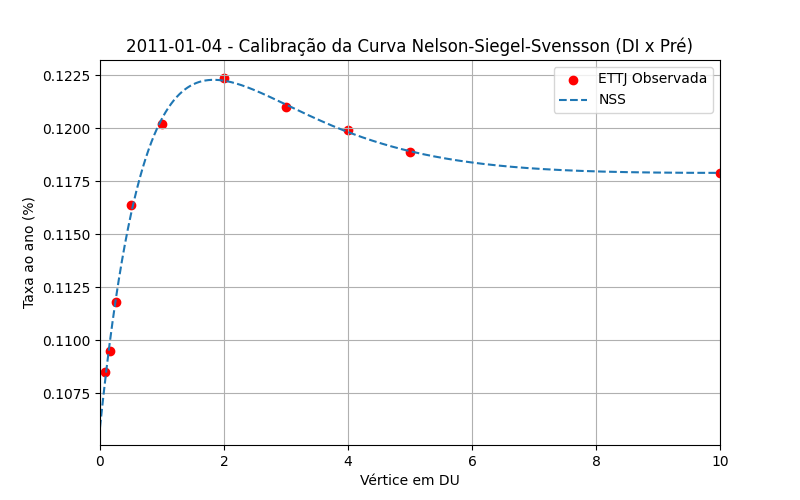 2011-01-04 - Calibração da Curva Nelson-Siegel-Svensson (DI x Pré)
ETTJ Observada
NSS
Taxa ao ano (%)
0.1225
0.1200
0.1175
0.1150
0.1125
0.1100
0.1075
0 2 4 6 8 10
Vértice em DU